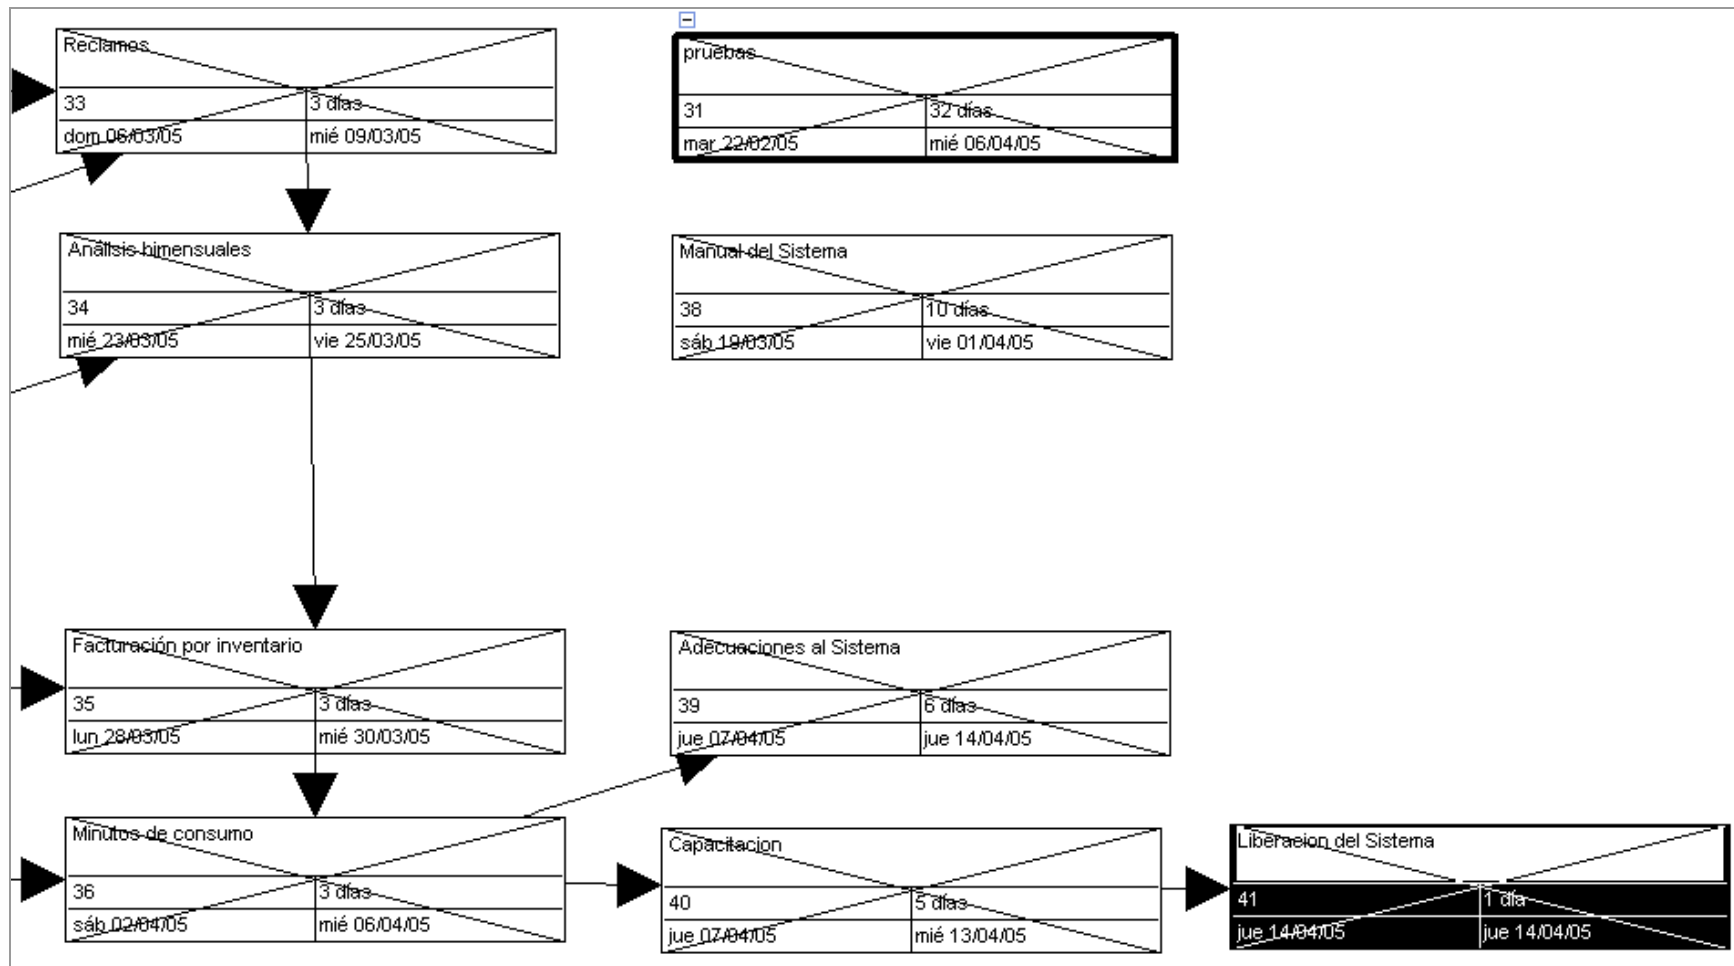 Reclamos
33 3 días
dom 06/03/05 mié 09/03/05
pruebas
31 32 días
mar 22/02/05 mié 06/04/05
Análisis bimensuales
34 3 días
mié 23/03/05 vie 25/03/05
Manual del Sistema
38 10 días
sáb 19/03/05 vie 01/04/05
Facturación por inventario
35 3 días
lun 28/03/05 mié 30/03/05
Adecuaciones al Sistema
39 6 días
jue 07/04/05 jue 14/04/05
Minutos de consumo
36 3 días
sáb 02/04/05 mié 06/04/05
Capacitacion
40 5 días
jue 07/04/05 mié 13/04/05
Liberacion del Sistema
41 1 día
jue 14/04/05 jue 14/04/05